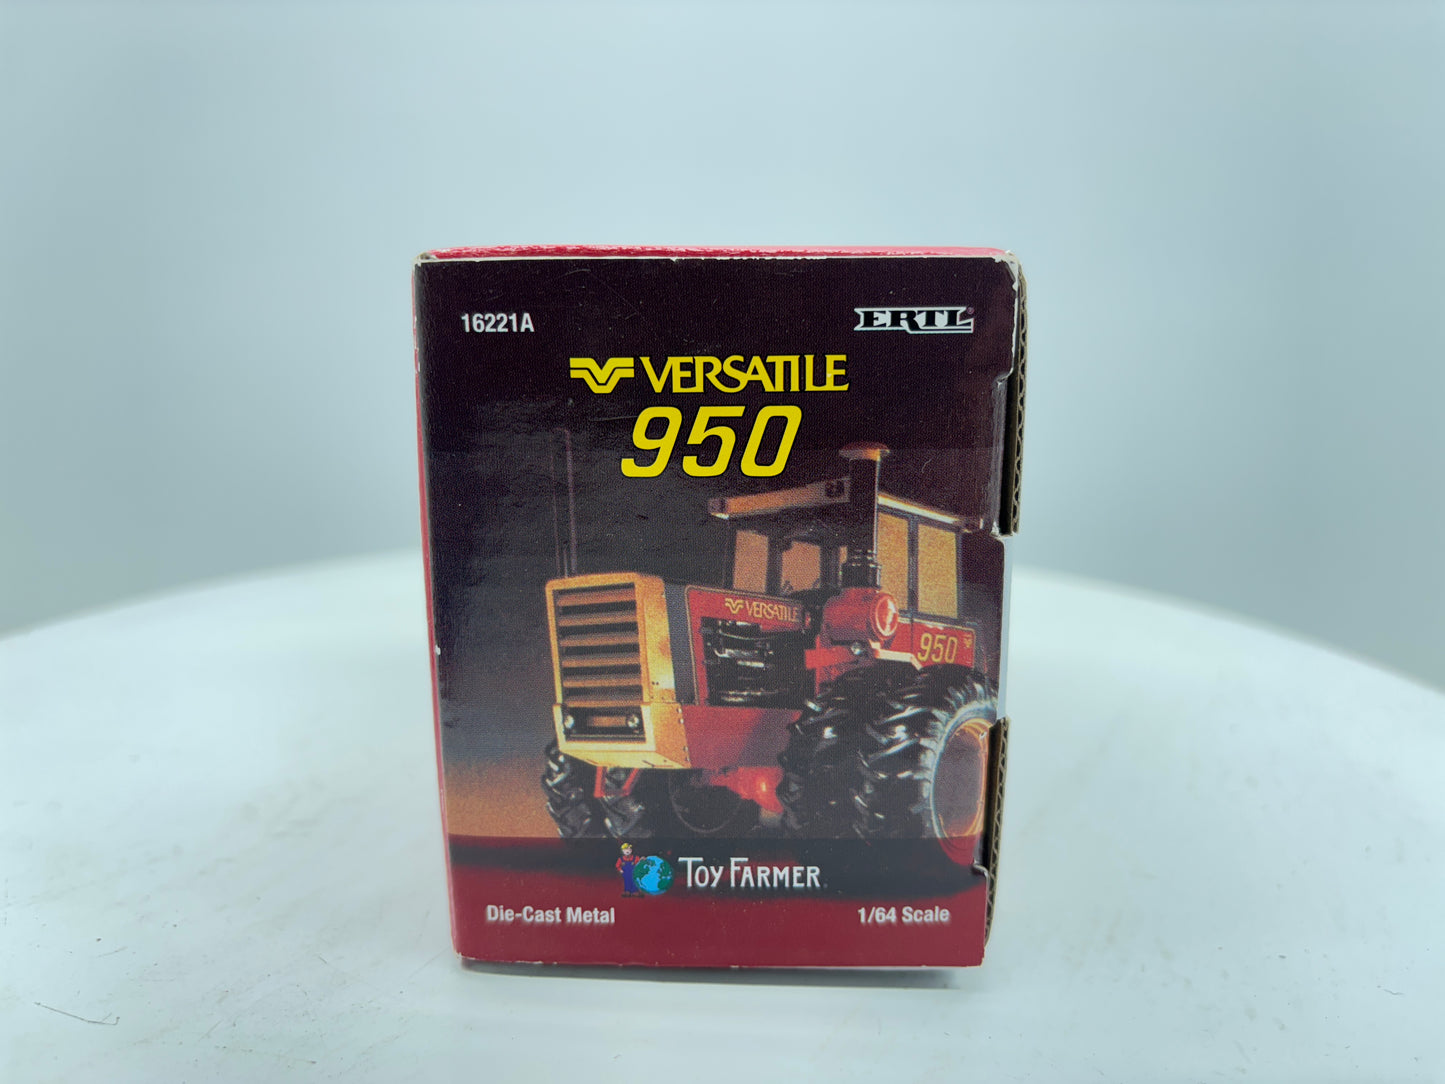 16221A
ERTL®
VERSATILE
950
VERSATILE
950
TOY FARMER
Die-Cast Metal
1/64 Scale